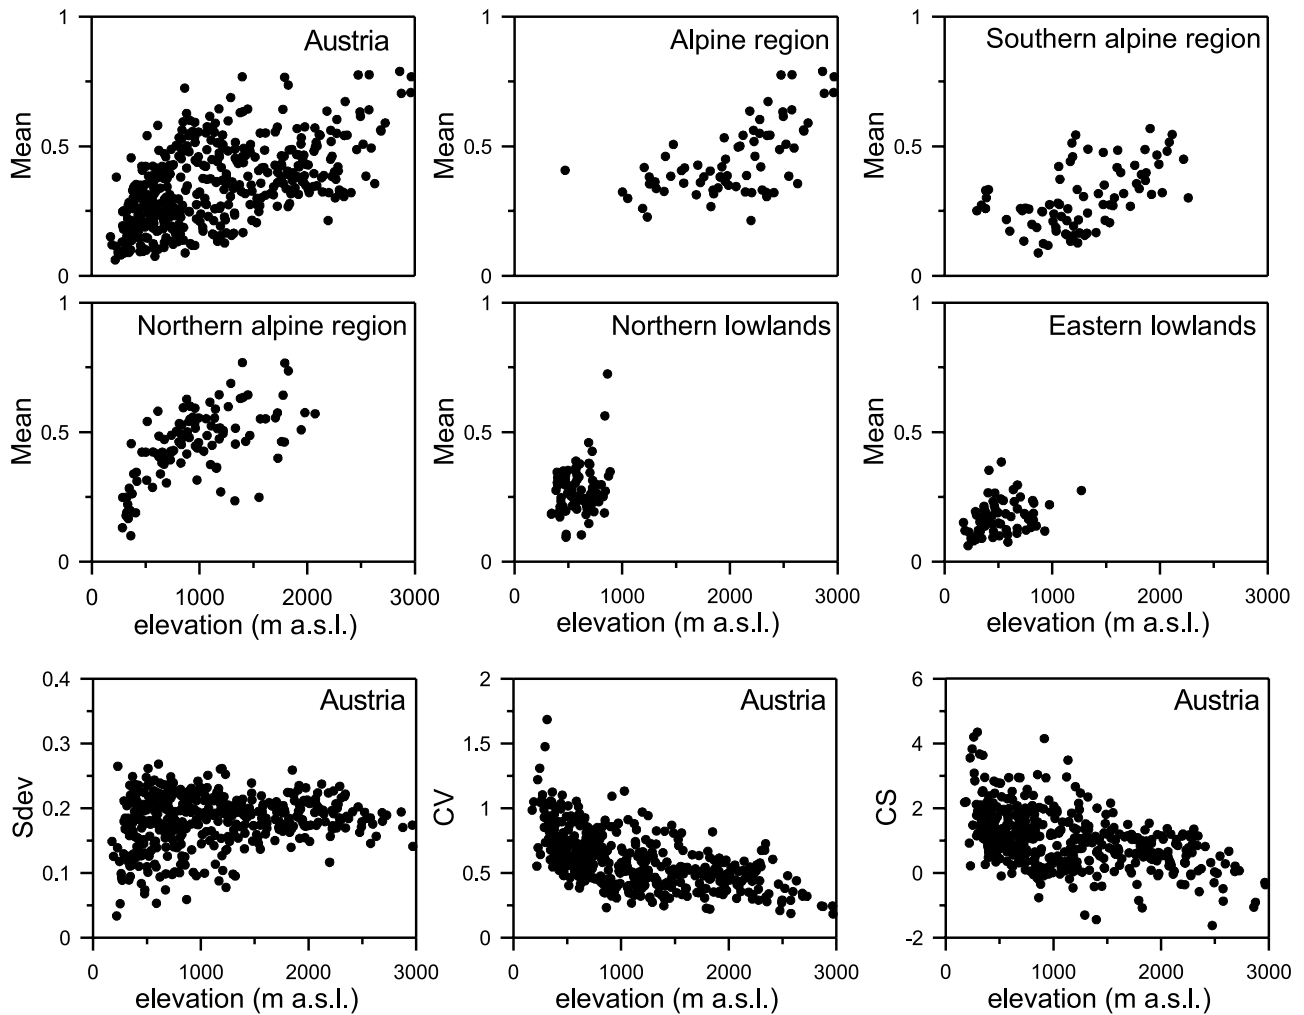 1
0.5
0
Mean
Austria
1
0.5
0
Mean
Alpine region
1
0.5
0
Mean
Southern alpine region
1
0.5
0
Mean
Northern alpine region
0 1000 2000 3000
elevation (m a.s.l.)
1
0.5
0
Mean
Northern lowlands
0 1000 2000 3000
elevation (m a.s.l.)
1
0.5
0
Mean
Eastern lowlands
0 1000 2000 3000
elevation (m a.s.l.)
0.4
0.3
0.2
0.1
0
Sdev
Austria
0 1000 2000 3000
elevation (m a.s.l.)
2
1.5
1
0.5
0
CV
Austria
0 1000 2000 3000
elevation (m a.s.l.)
6
4
2
0
-2
CS
Austria
0 1000 2000 3000
elevation (m a.s.l.)